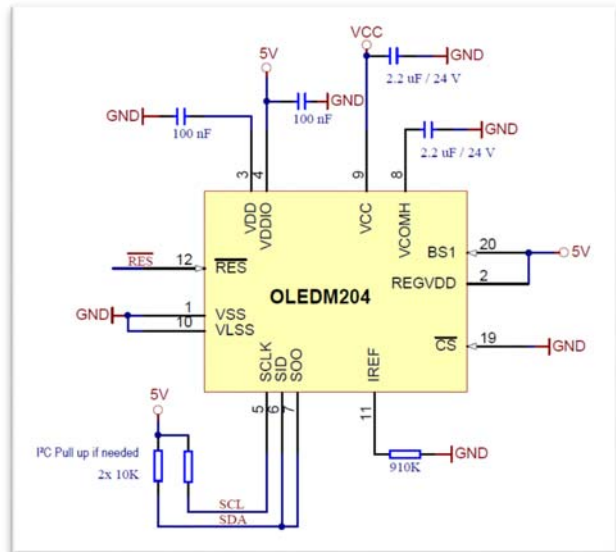 VCC
GND
2.2 uF / 24 V
5V
GND
100 nF
GND
100 nF
GND
2.2 uF / 24 V
3
4
9
8
VDD
VDDIO
VCC
VCOMH
RES
12
RES
BS1
20
5V
REGVDD
2
OLEDM204
GND
1
VSS
10
VLSS
CS
19
GND
SCLK
SID
SOO
IREF
5
6
7
11
5V
I²C Pull up if needed
2x 10K
910K
GND
SCL
SDA